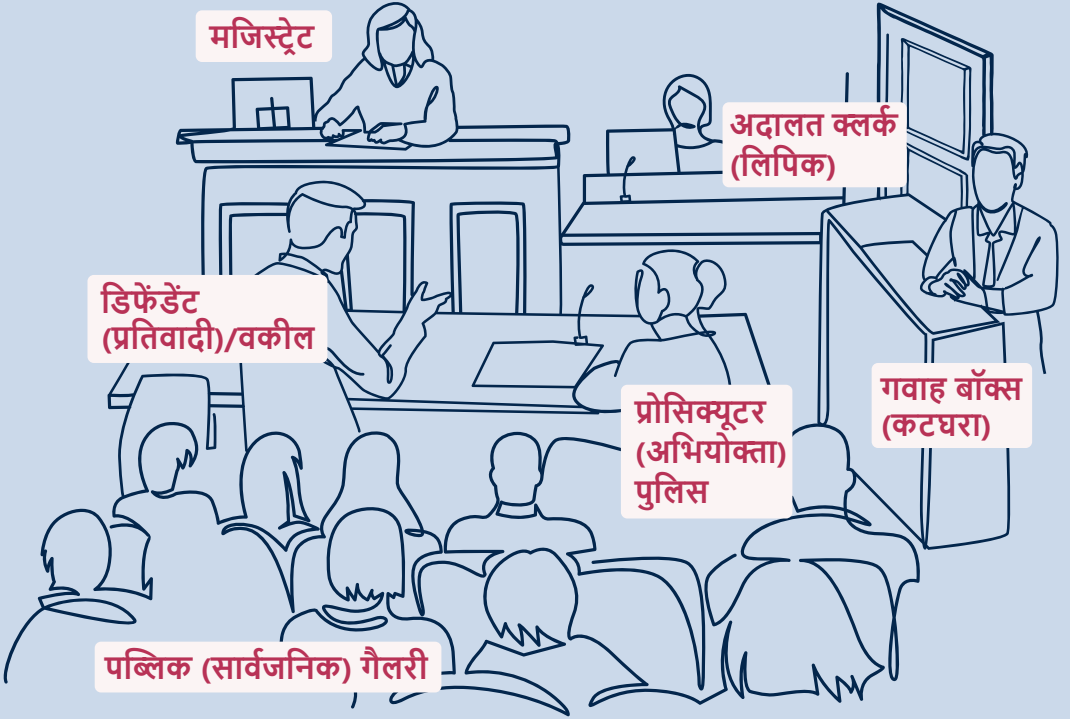 मजिस्ट्रेट
अदालत क्लर्क
(लिपिक)
डिफेंडेंट
(प्रतिवादी)/वकील
प्रोसिक्यूटर
(अभियोक्ता)
पुलिस
गवाह बॉक्स
(कटघरा)
पब्लिक (सार्वजनिक) गैलरी